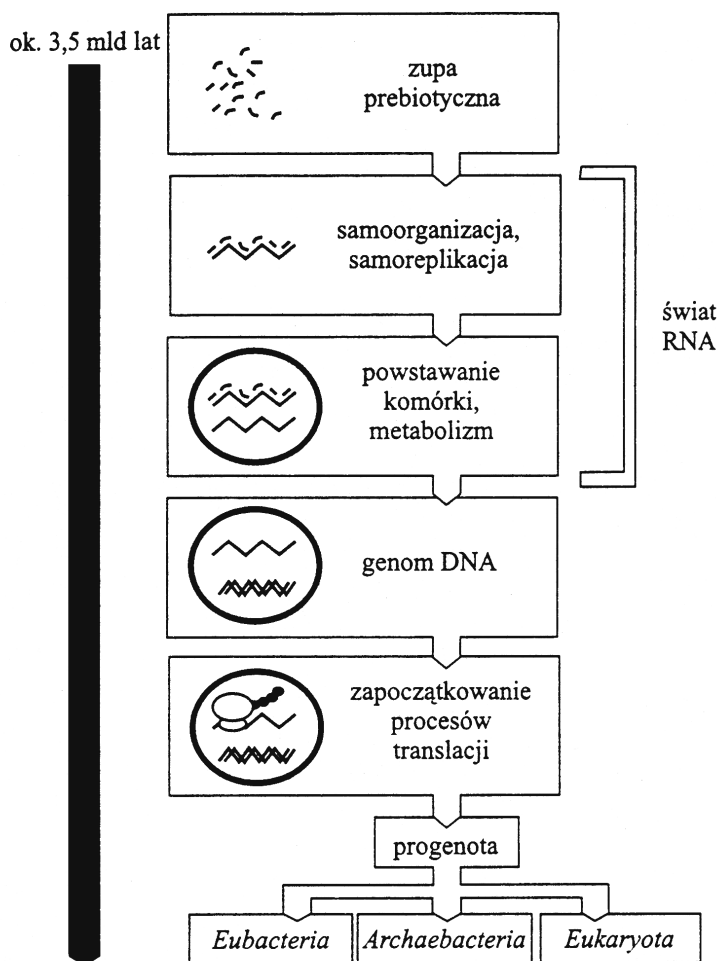 ok. 3,5 mld lat
zupa
prebiotyczna
samoorganizacja,
samoreplikacja
świat
RNA
powstawanie
komórki,
metabolizm
genom DNA
zapoczątkowanie
procesów
translacji
progenota
Eubacteria
Archaebacteria
Eukaryota